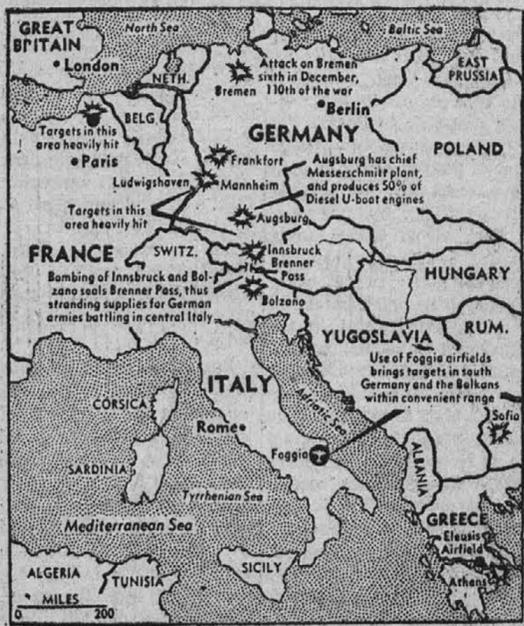 GREAT
BRITAIN
North Sea
Baltic Sea
London
NETH.
Bremen
Attack on Bremen
sixth in December,
110th of the war
EAST
PRUSSIA
Berlin
BELG.
Targets in this
area heavily hit
Paris
GERMANY
POLAND
Frankfort
Ludwigshaven
Mannheim
Augsburg has chief
Messerschmitt plant,
and produces 50% of
Diesel U-boat engines
Targets in this
area heavily hit
Augsburg
FRANCE
SWITZ.
Innsbruck
Brenner
Pass
HUNGARY
Bombing of Innsbruck and Bol-
zano seals Brenner Pass, thus
stranding supplies for German
armies battling in central Italy
Bolzano
YUGOSLAVIA
RUM.
Use of Foggia airfields
brings targets in south
Germany and the Balkans
within convenient range
ITALY
Adriatic Sea
CORSICA
Rome
Sofia
Foggia
SARDINIA
ALBANIA
Tyrrhenian Sea
Mediterranean Sea
GREECE
Eleusis
Airfield
Athens
ALGERIA
TUNISIA
SICILY
MILES
0 200